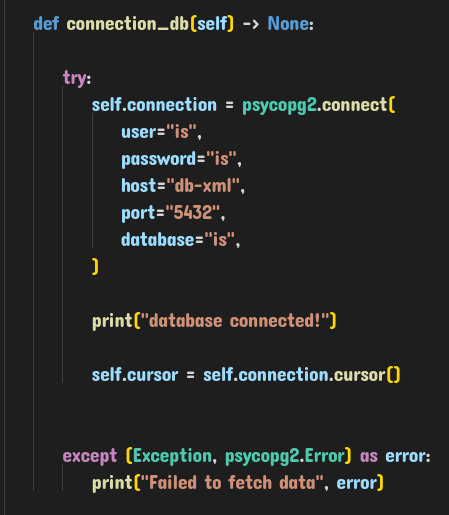 def connection_db(self) -> None:
try:
self.connection = psycopg2.connect(
user="is",
password="is",
host="db-xml",
port="5432",
database="is",
)
print("database connected!")
self.cursor = self.connection.cursor()
except (Exception, psycopg2.Error) as error:
print("Failed to fetch data", error)